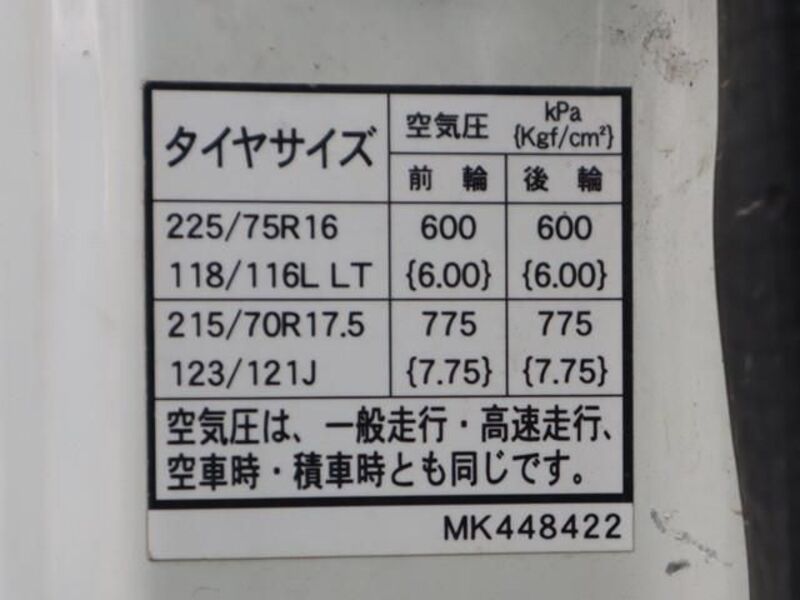 タイヤサイズ 空気圧 kPa {Kgf/cm²}
前輪 後輪
225/75R16 600 600
118/116L LT {6.00} {6.00}
215/70R17.5 775 775
123/121J {7.75} {7.75}
空気圧は、一般走行・高速走行、
空車時・積車時とも同じです。
MK448422